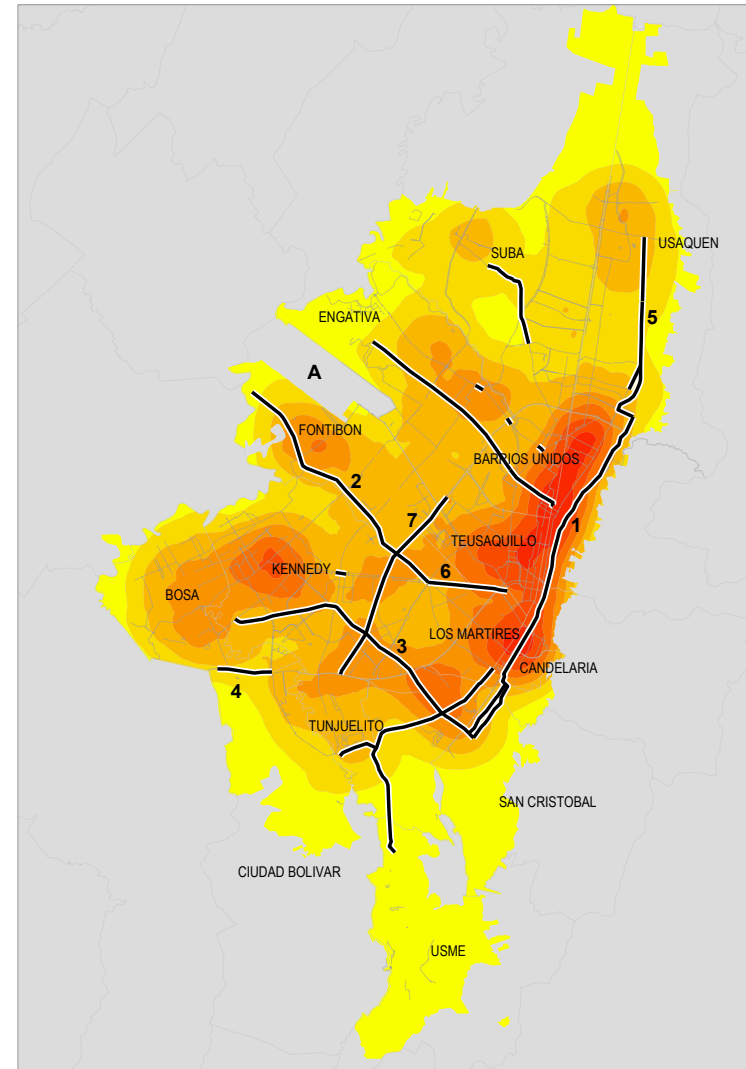 USAQUEN
SUBA
5
ENGATIVA
A
FONTIBON
BARRIOS UNIDOS
2
7
1
TEUSAQUILLO
KENNEDY
6
BOSA
LOS MARTIRES
3
CANDELARIA
4
TUNJUELITO
SAN CRISTOBAL
CIUDAD BOLIVAR
USME